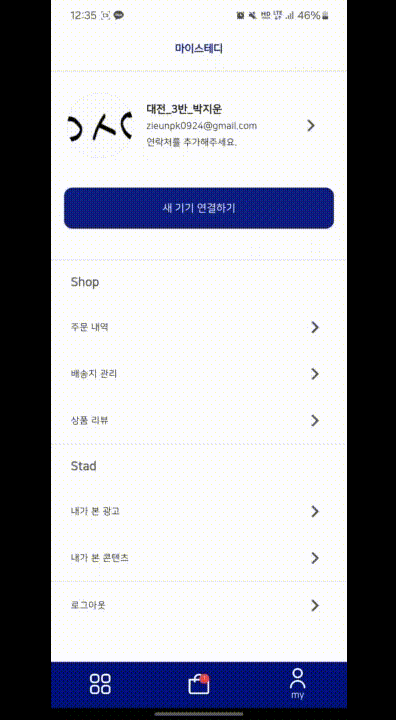 12:35 46%
마이스테디
대전_3반_박지운
zieunpk0924@gmail.com
연락처를 추가해주세요.
새 기기 연결하기
Shop
주문 내역
배송지 관리
상품 리뷰
Stad
내가 본 광고
내가 본 콘텐츠
로그아웃
my